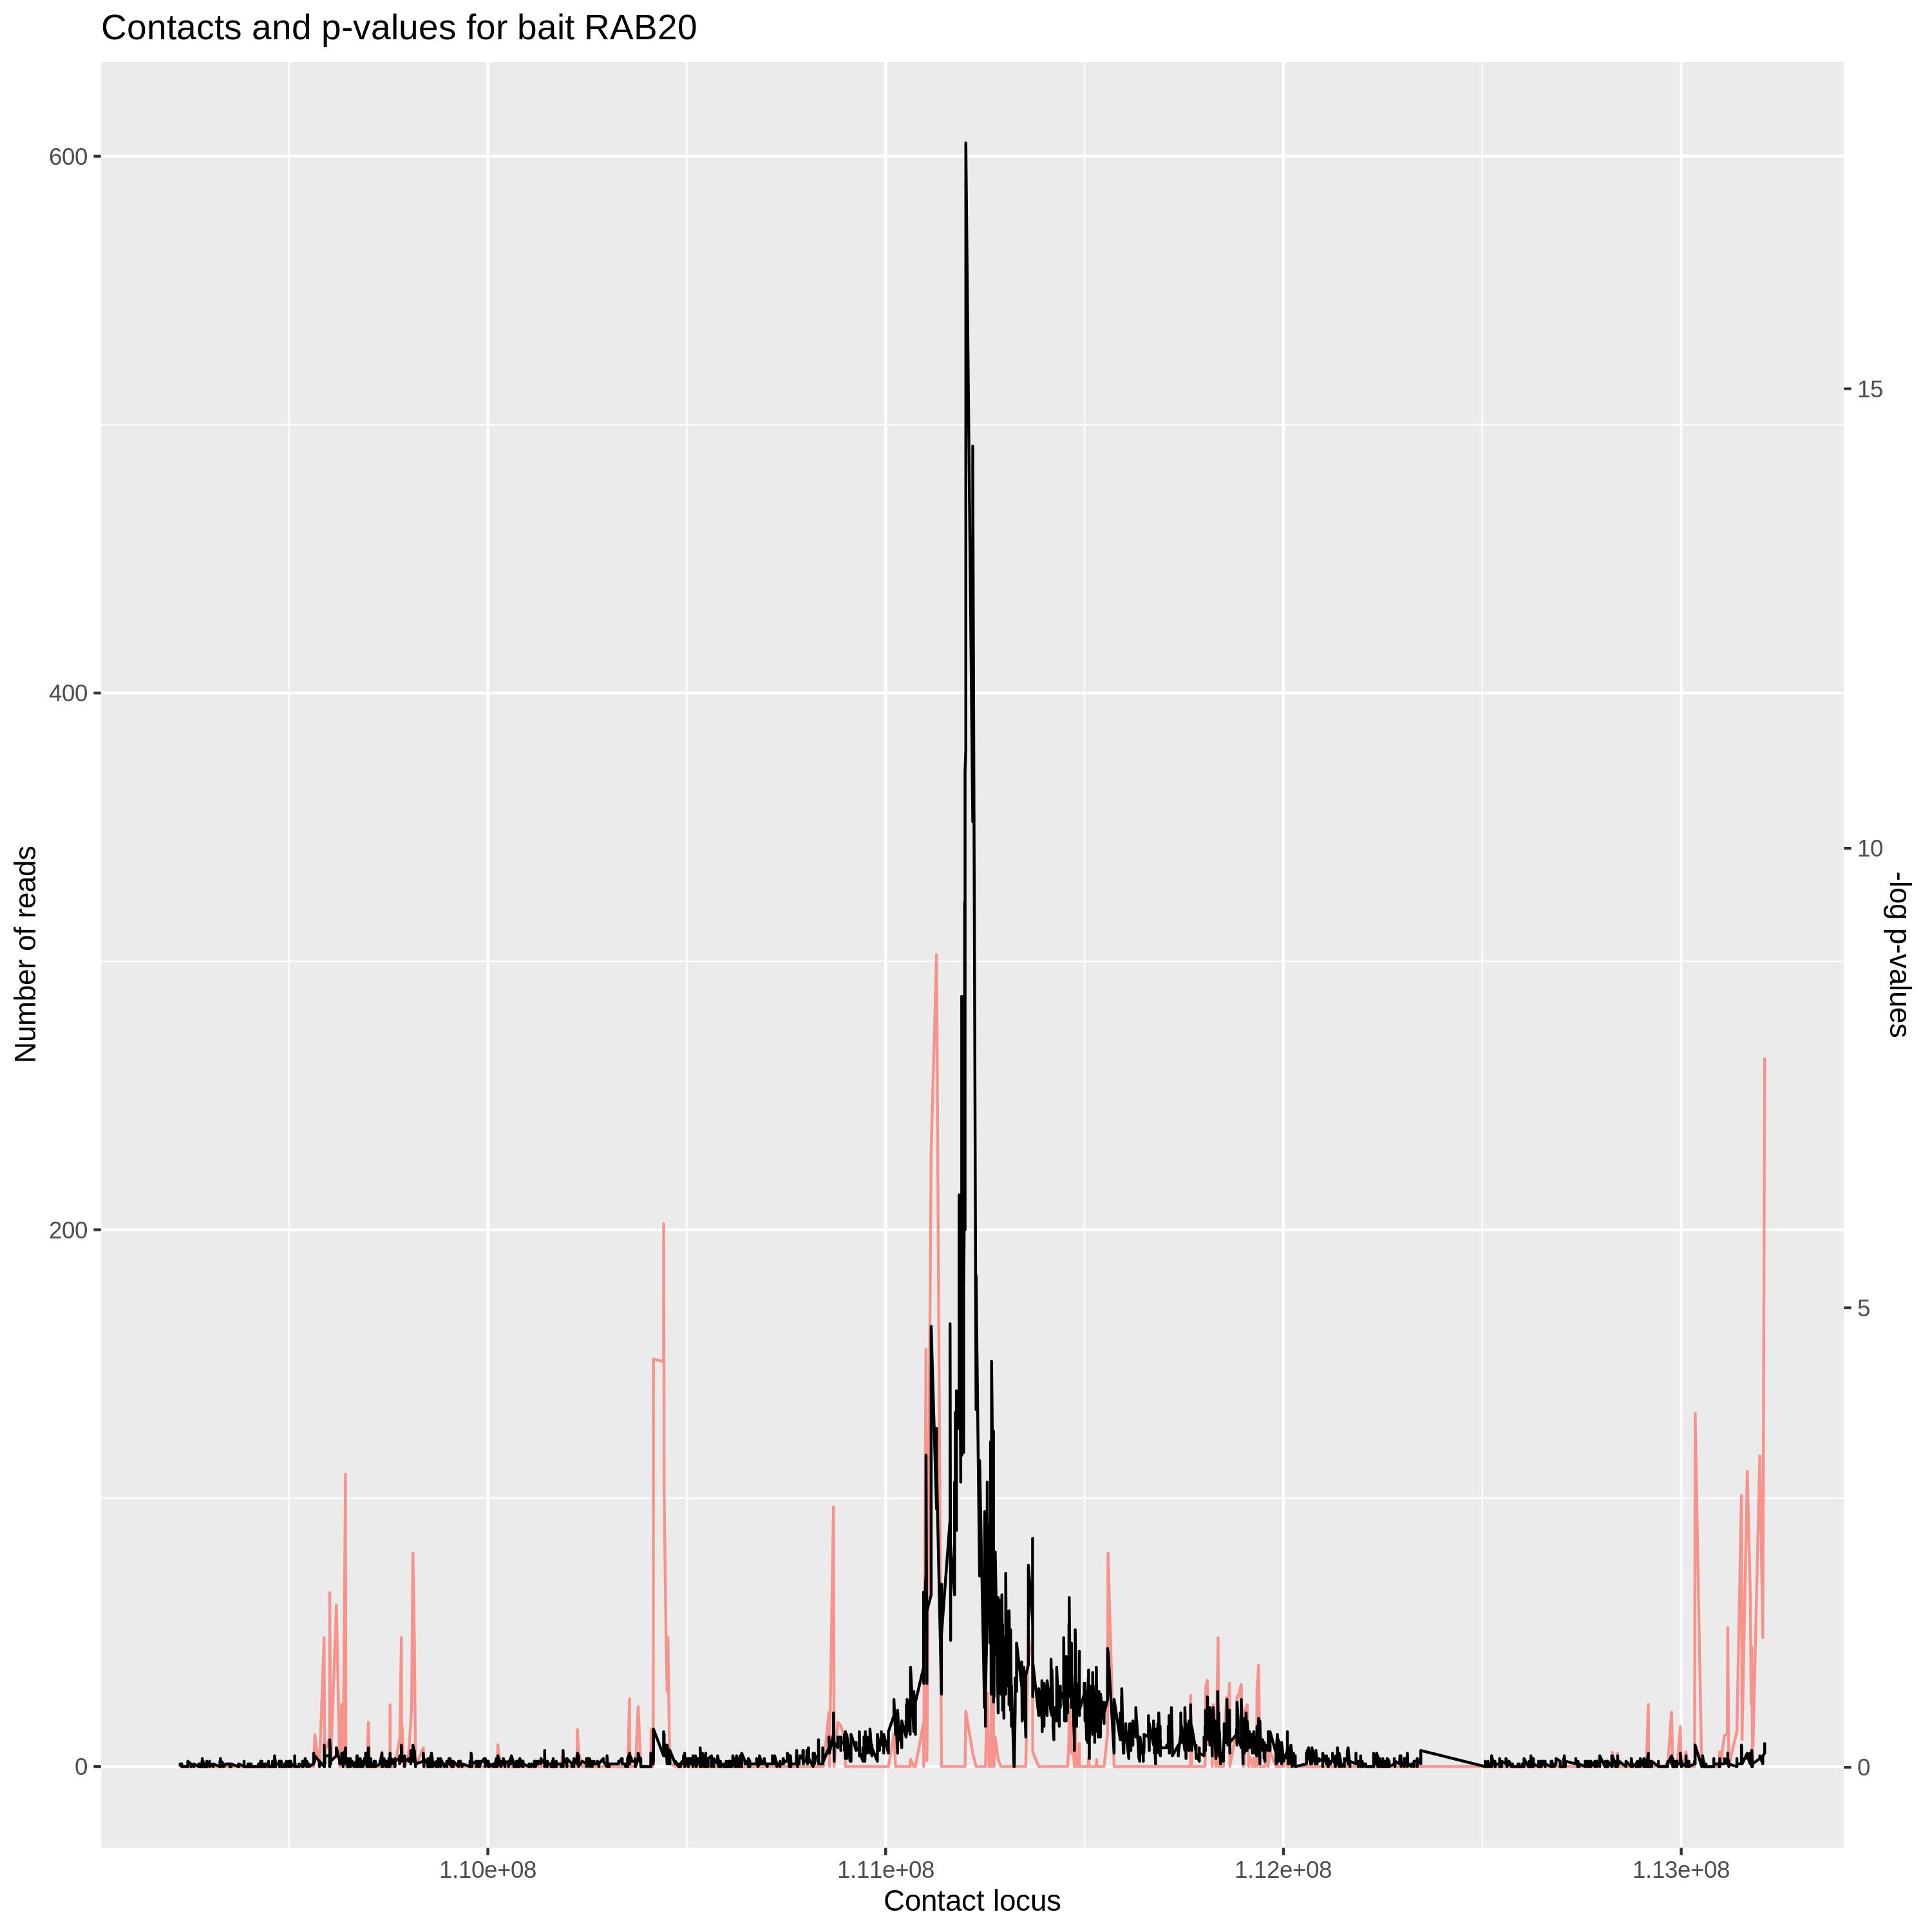 Contacts and p-values for bait RAB20
600
400
200
0
Number of reads
15
10
5
0
-log p-values
1.10e+08
1.11e+08
1.12e+08
1.13e+08
Contact locus